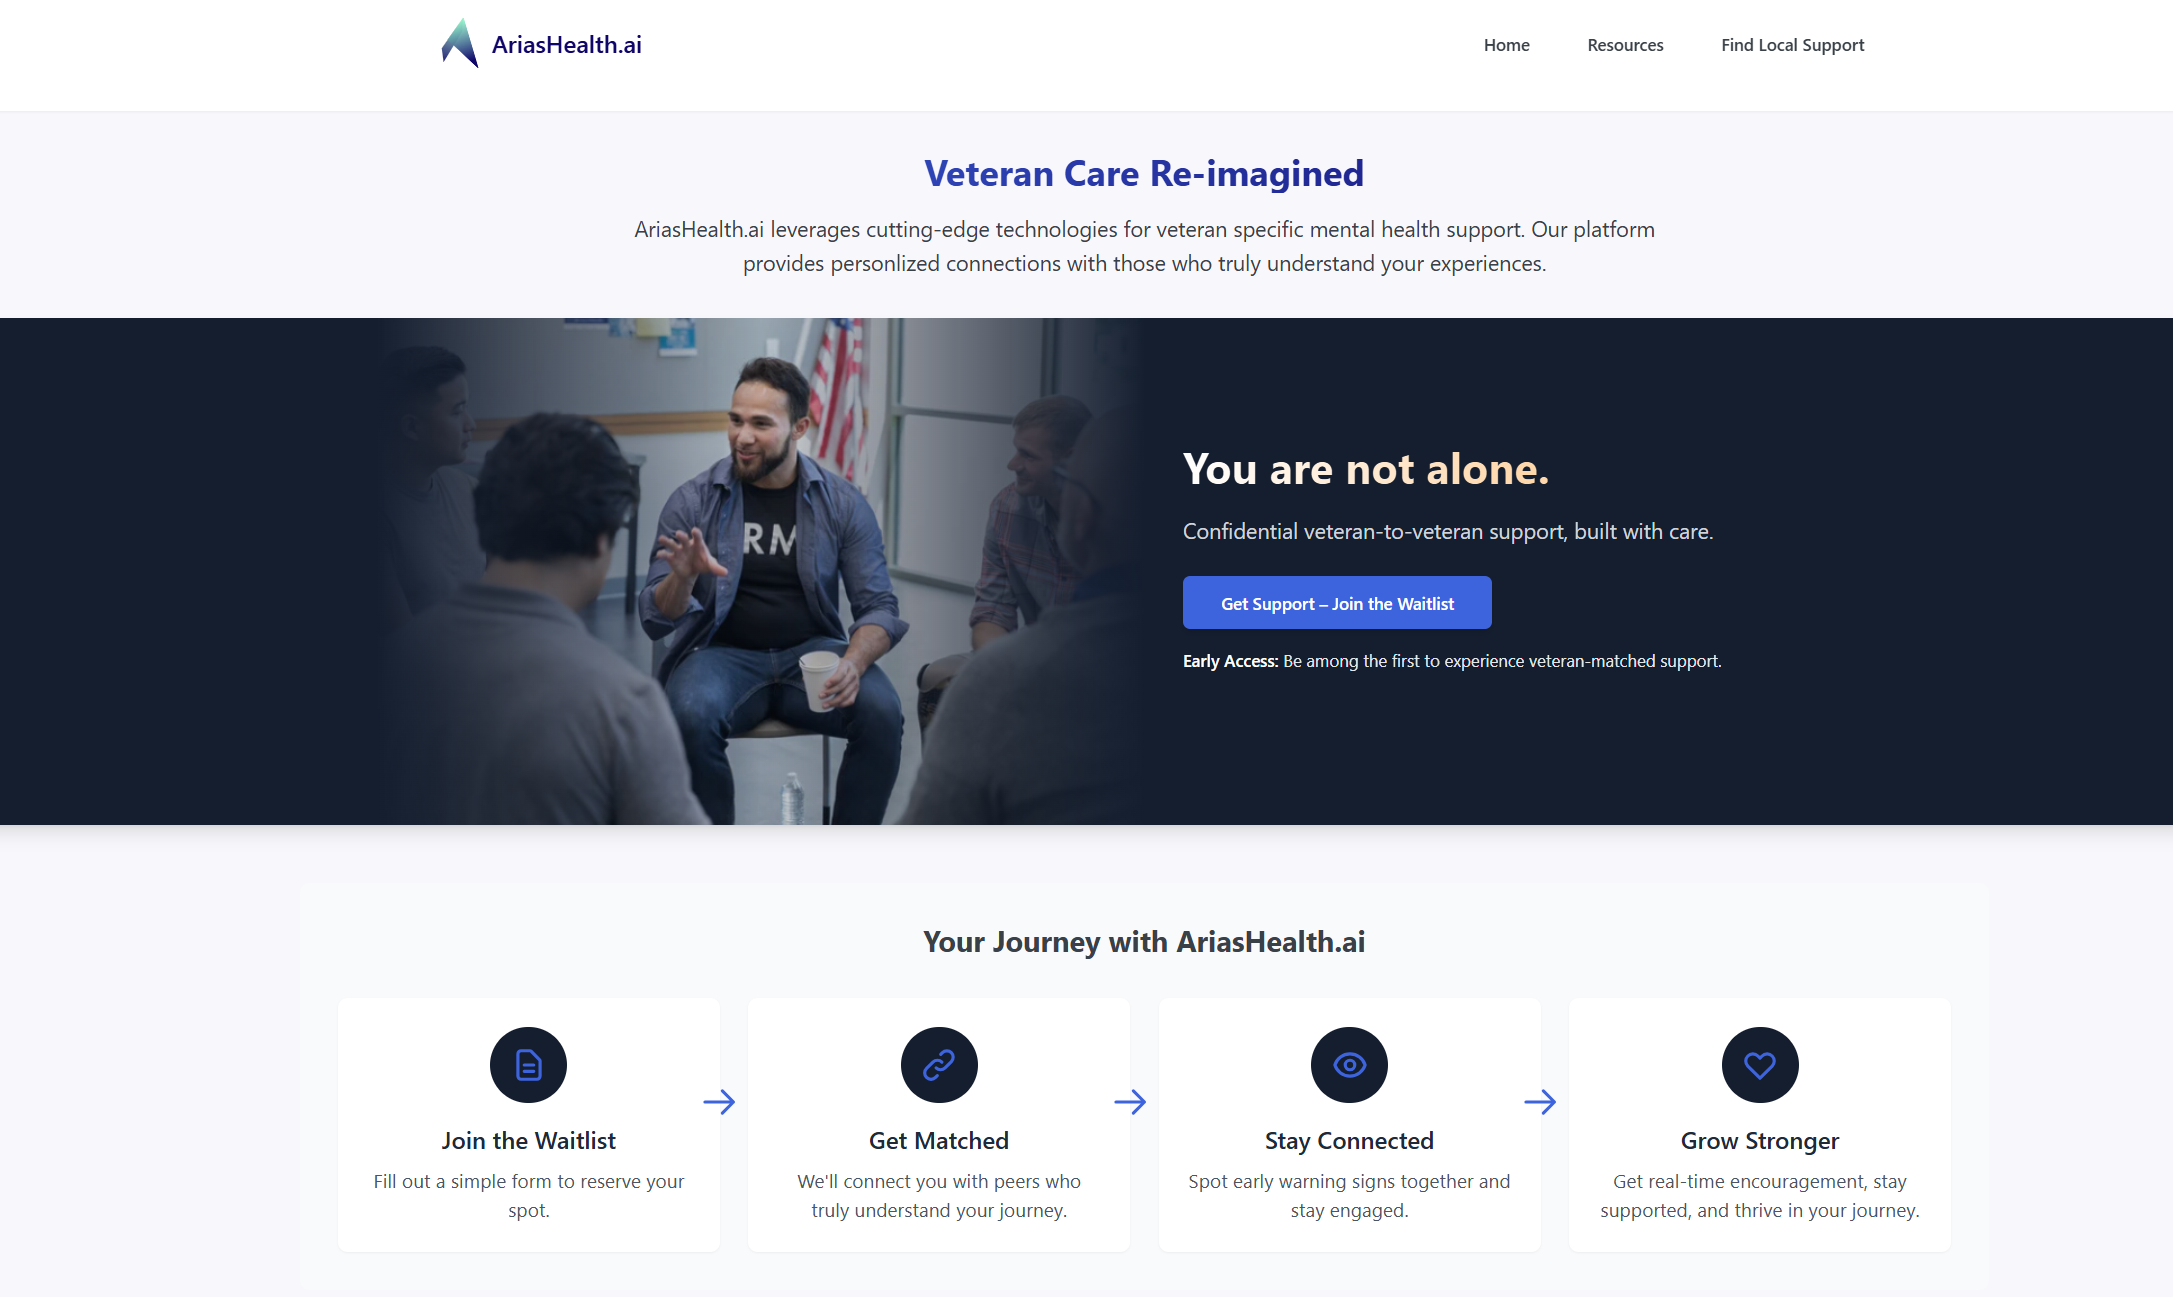 AriasHealth.ai
Home
Resources
Find Local Support
Veteran Care Re-imagined
AriasHealth.ai leverages cutting-edge technologies for veteran specific mental health support. Our platform
provides personlized connections with those who truly understand your experiences.
RM
You are not alone.
Confidential veteran-to-veteran support, built with care.
Get Support – Join the Waitlist
Early Access: Be among the first to experience veteran-matched support.
Your Journey with AriasHealth.ai
Join the Waitlist
Fill out a simple form to reserve your
spot.
Get Matched
We'll connect you with peers who
truly understand your journey.
Stay Connected
Spot early warning signs together and
stay engaged.
Grow Stronger
Get real-time encouragement, stay
supported, and thrive in your journey.